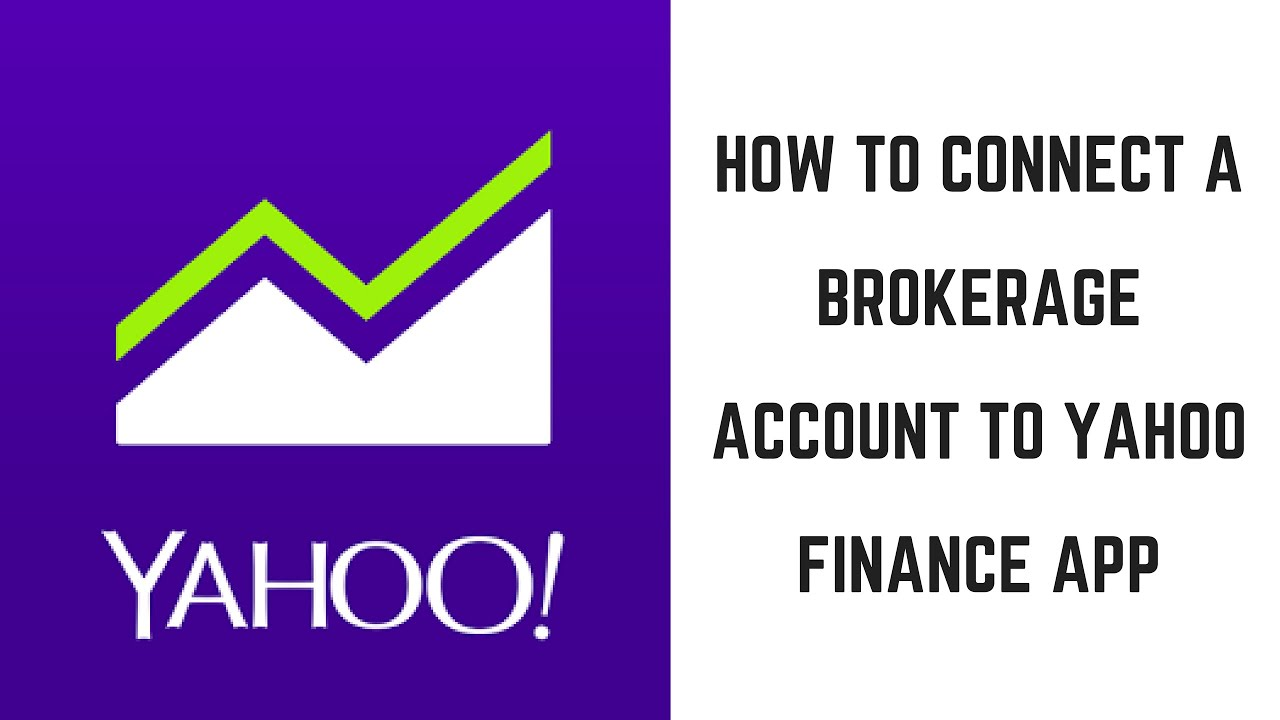 YAHOO!
HOW TO CONNECT A
BROKERAGE
ACCOUNT TO YAHOO
FINANCE APP